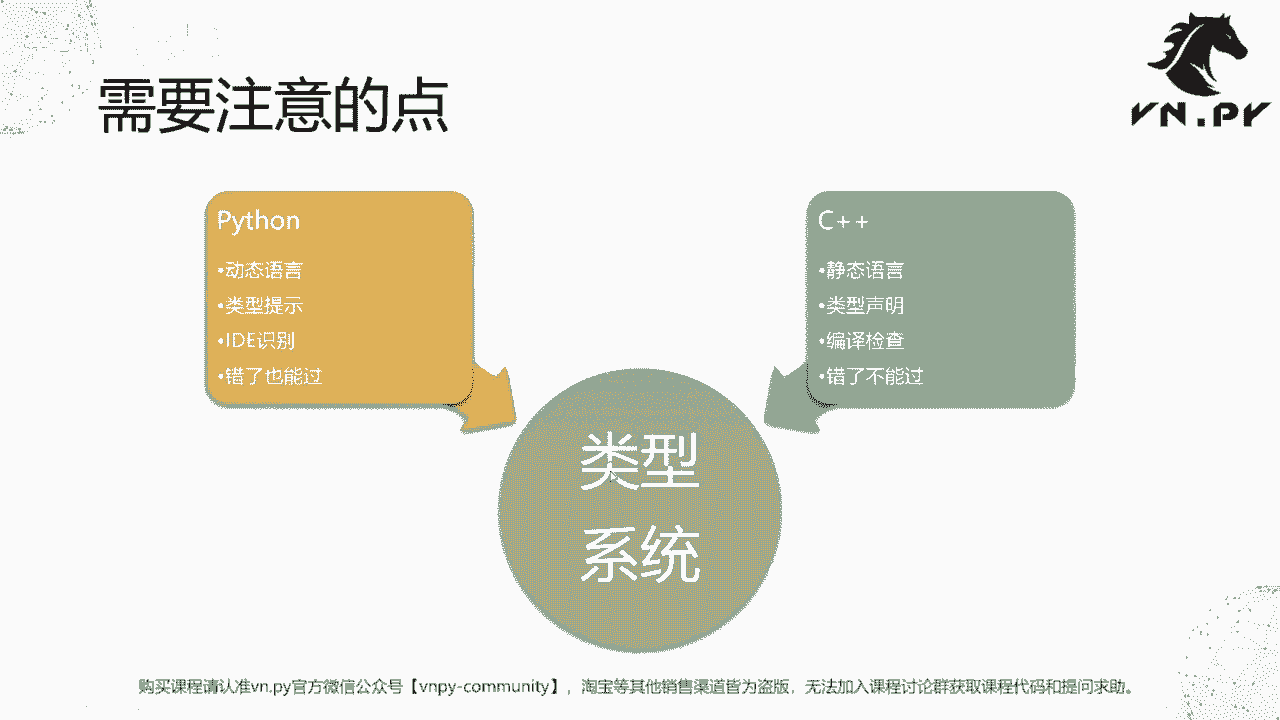 VN.PY
需要注意的点
Python
•动态语言
•类型提示
•IDE识别
•错了也能过
C++
•静态语言
•类型声明
•编译检查
•错了不能过
类型
系统
购买课程请认准vn.py官方微信公众号【vnpy-community】，淘宝等其他销售渠道皆为盗版，无法加入课程讨论群获取课程代码和提问求助。